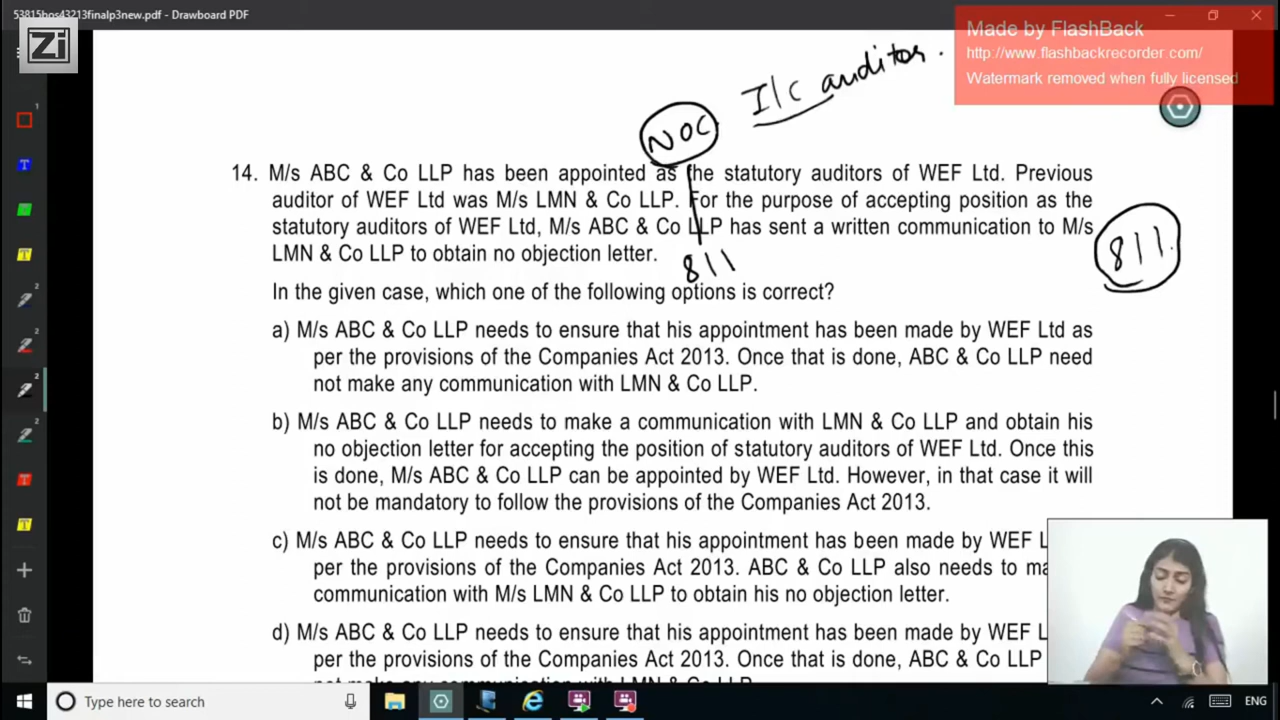 53815bos43213finalp3new.pdf - Drawboard PDF
Zi
Made by FlashBack
http://www.flashbackrecorder.com/
Watermark removed when fully licensed
I/C auditor.
NOC
14. M/s ABC & Co LLP has been appointed as the statutory auditors of WEF Ltd. Previous
auditor of WEF Ltd was M/s LMN & Co LLP. For the purpose of accepting position as the
statutory auditors of WEF Ltd, M/s ABC & Co LLP has sent a written communication to M/s
LMN & Co LLP to obtain no objection letter.
811
811
In the given case, which one of the following options is correct?
a) M/s ABC & Co LLP needs to ensure that his appointment has been made by WEF Ltd as
per the provisions of the Companies Act 2013. Once that is done, ABC & Co LLP need
not make any communication with LMN & Co LLP.
b) M/s ABC & Co LLP needs to make a communication with LMN & Co LLP and obtain his
no objection letter for accepting the position of statutory auditors of WEF Ltd. Once this
is done, M/s ABC & Co LLP can be appointed by WEF Ltd. However, in that case it will
not be mandatory to follow the provisions of the Companies Act 2013.
c) M/s ABC & Co LLP needs to ensure that his appointment has been made by WEF L
per the provisions of the Companies Act 2013. ABC & Co LLP also needs to ma
communication with M/s LMN & Co LLP to obtain his no objection letter.
d) M/s ABC & Co LLP needs to ensure that his appointment has been made by WEF L
per the provisions of the Companies Act 2013. Once that is done, ABC & Co LLP
not make any communication with LMN & Co LLP.
Type here to search
ENG